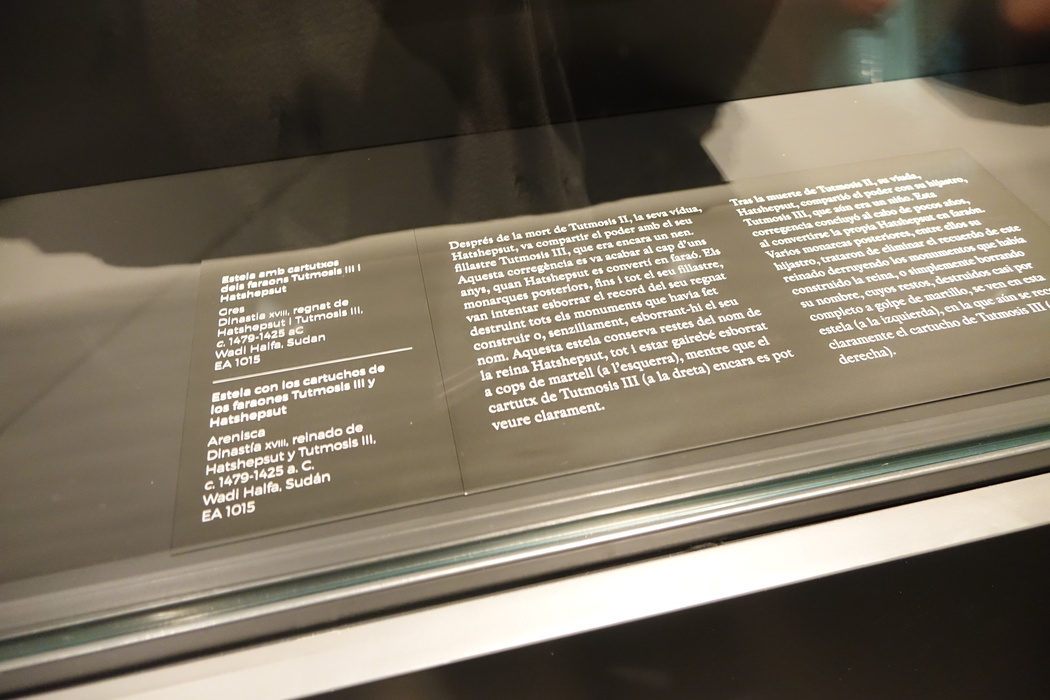 Estela amb cartutxos
dels faraons Tutmosis III i
Hatshepsut
Gres
Dinastia XVIII, regnat de
Hatshepsut i Tutmosis III,
c. 1479-1425 aC
Wadi Halfa, Sudan
EA 1015
Estela con los cartuchos de
los faraones Tutmosis III y
Hatshepsut
Arenisca
Dinastía XVIII, reinado de
Hatshepsut y Tutmosis III,
c. 1479-1425 a. C.
Wadi Halfa, Sudán
EA 1015
Després de la mort de Tutmosis II, la seva vídua,
Hatshepsut, va compartir el poder amb el seu
fillastre Tutmosis III, que era encara un nen.
Aquesta corregència es va acabar al cap d'uns
anys, quan Hatshepsut es convertí en faraó. Els
monarques posteriors, fins i tot el seu fillastre,
van intentar esborrar el record del seu regnat
destruint tots els monuments que havia fet
construir o, senzillament, esborrant-hi el seu
nom. Aquesta estela conserva restes del nom de
la reina Hatshepsut, tot i estar gairebé esborrat
a cops de martell (a l'esquerra), mentre que el
cartutx de Tutmosis III (a la dreta) encara es pot
veure clarament.
Tras la muerte de Tutmosis II, su viuda,
Hatshepsut, compartió el poder con su hijastro,
Tutmosis III, que aún era un niño. Esta
corregencia concluyó al cabo de pocos años,
al convertirse la propia Hatshepsut en faraón.
Varios monarcas posteriores, entre ellos su
hijastro, trataron de eliminar el recuerdo de este
reinado derruyendo los monumentos que había
construido la reina, o simplemente borrando
su nombre, cuyos restos, destruidos casi por
completo a golpe de martillo, se ven en esta
estela (a la izquierda), en la que aún se
claramente el cartucho de Tutmosis III
derecha).